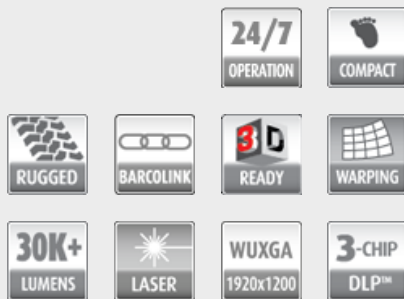 24/7
OPERATION
COMPACT
RUGGED
BARCOLINK
3D
READY
WARPING
30K+
LUMENS
LASER
WUXGA
1920x1200
3-CHIP
DLP™